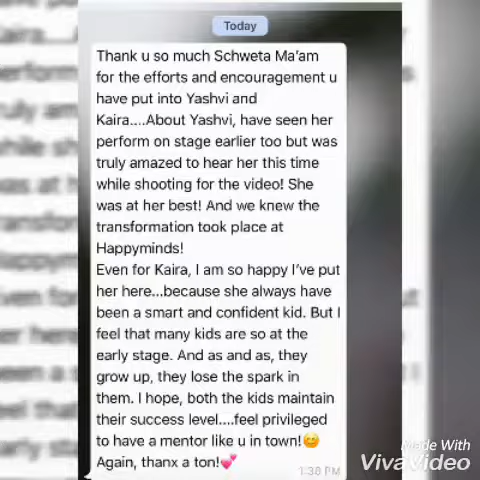 Today
Thank u so much Schweta Ma'am
for the efforts and encouragement u
have put into Yashvi and
Kaira....About Yashvi, have seen her
perform on stage earlier too but was
truly amazed to hear her this time
while shooting for the video! She
was at her best! And we knew the
transformation took place at
Happyminds!
Even for Kaira, I am so happy I've put
her here...because she always have
been a smart and confident kid. But I
feel that many kids are so at the
early stage. And as and as, they
grow up, they lose the spark in
them. I hope, both the kids maintain
their success level....feel privileged
to have a mentor like u in town!😊
Again, thanx a ton!💕
1:38 PM
Made With
VivaVideo